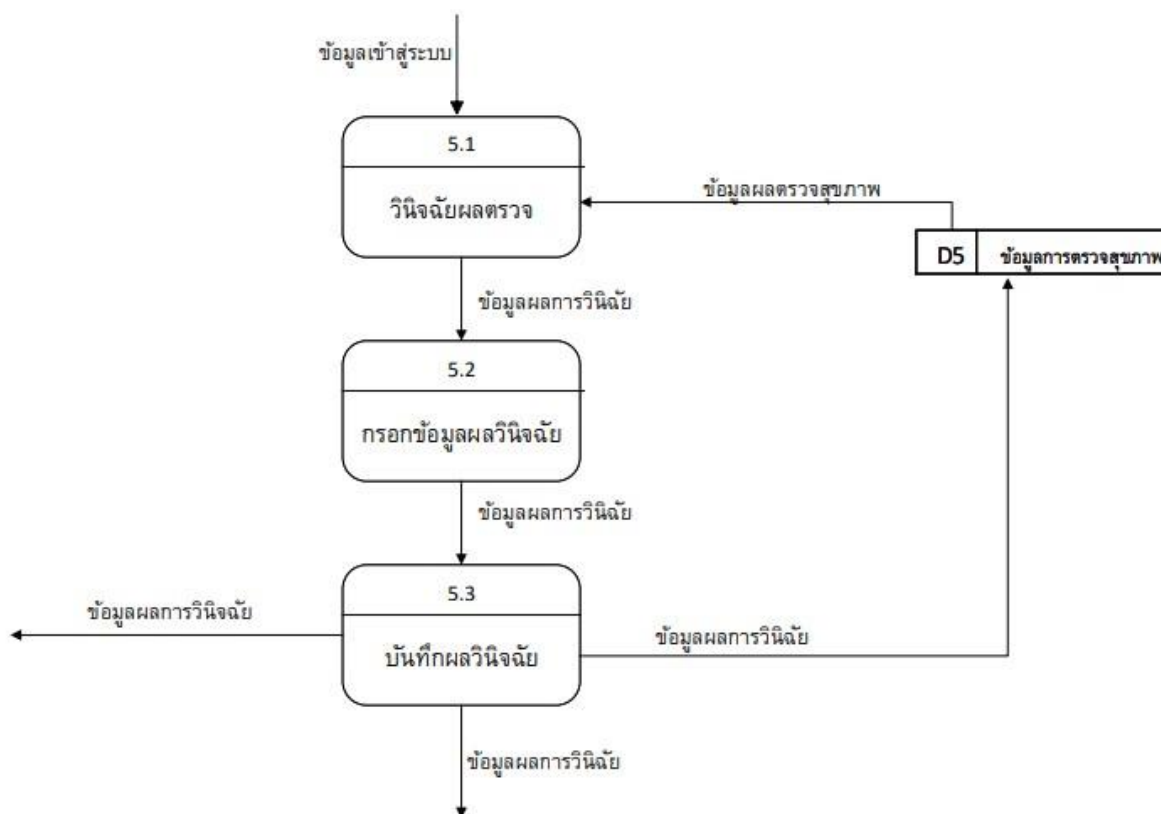 ข้อมูลเข้าสู่ระบบ
5.1
วินิจฉัยผลตรวจ
ข้อมูลผลตรวจสุขภาพ
D5 ข้อมูลการตรวจสุขภาพ
ข้อมูลผลการวินิฉัย
5.2
กรอกข้อมูลผลวินิจฉัย
ข้อมูลผลการวินิฉัย
5.3
บันทึกผลวินิจฉัย
ข้อมูลผลการวินิจฉัย
ข้อมูลผลการวินิฉัย
ข้อมูลผลการวินิฉัย